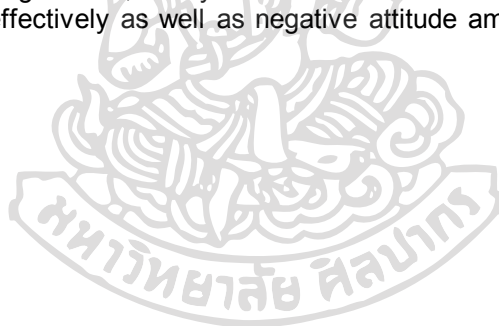 effectively as well as negative attitude am
มหาวิทยาลัย ศิลปากร